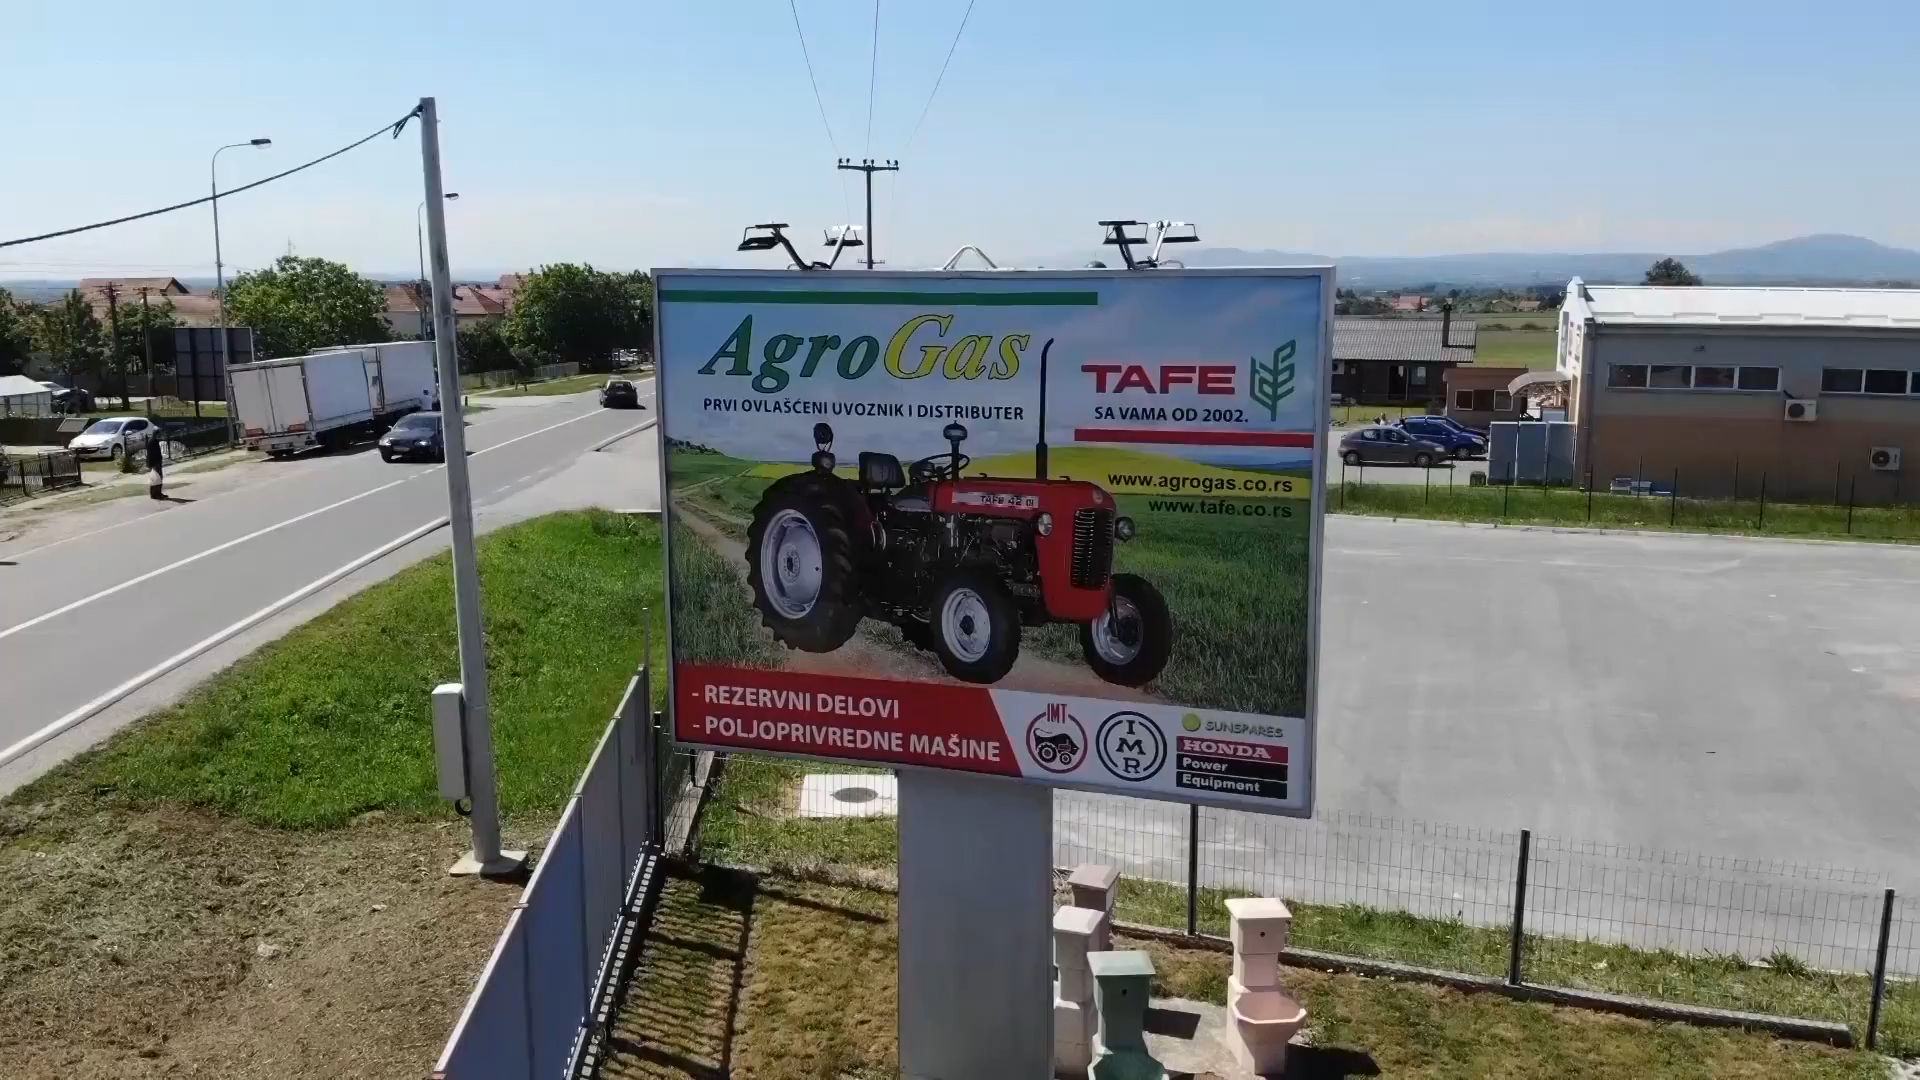 AgroGas
PRVI OVLAŠĆENI UVOZNIK I DISTRIBUTER
TAFE
SA VAMA OD 2002.
www.agrogas.co.rs
www.tafe.co.rs
TAFE 42 DI
- REZERVNI DELOVI
- POLJOPRIVREDNE MAŠINE
IMT
IMR
SUNSPARES
HONDA
Power
Equipment